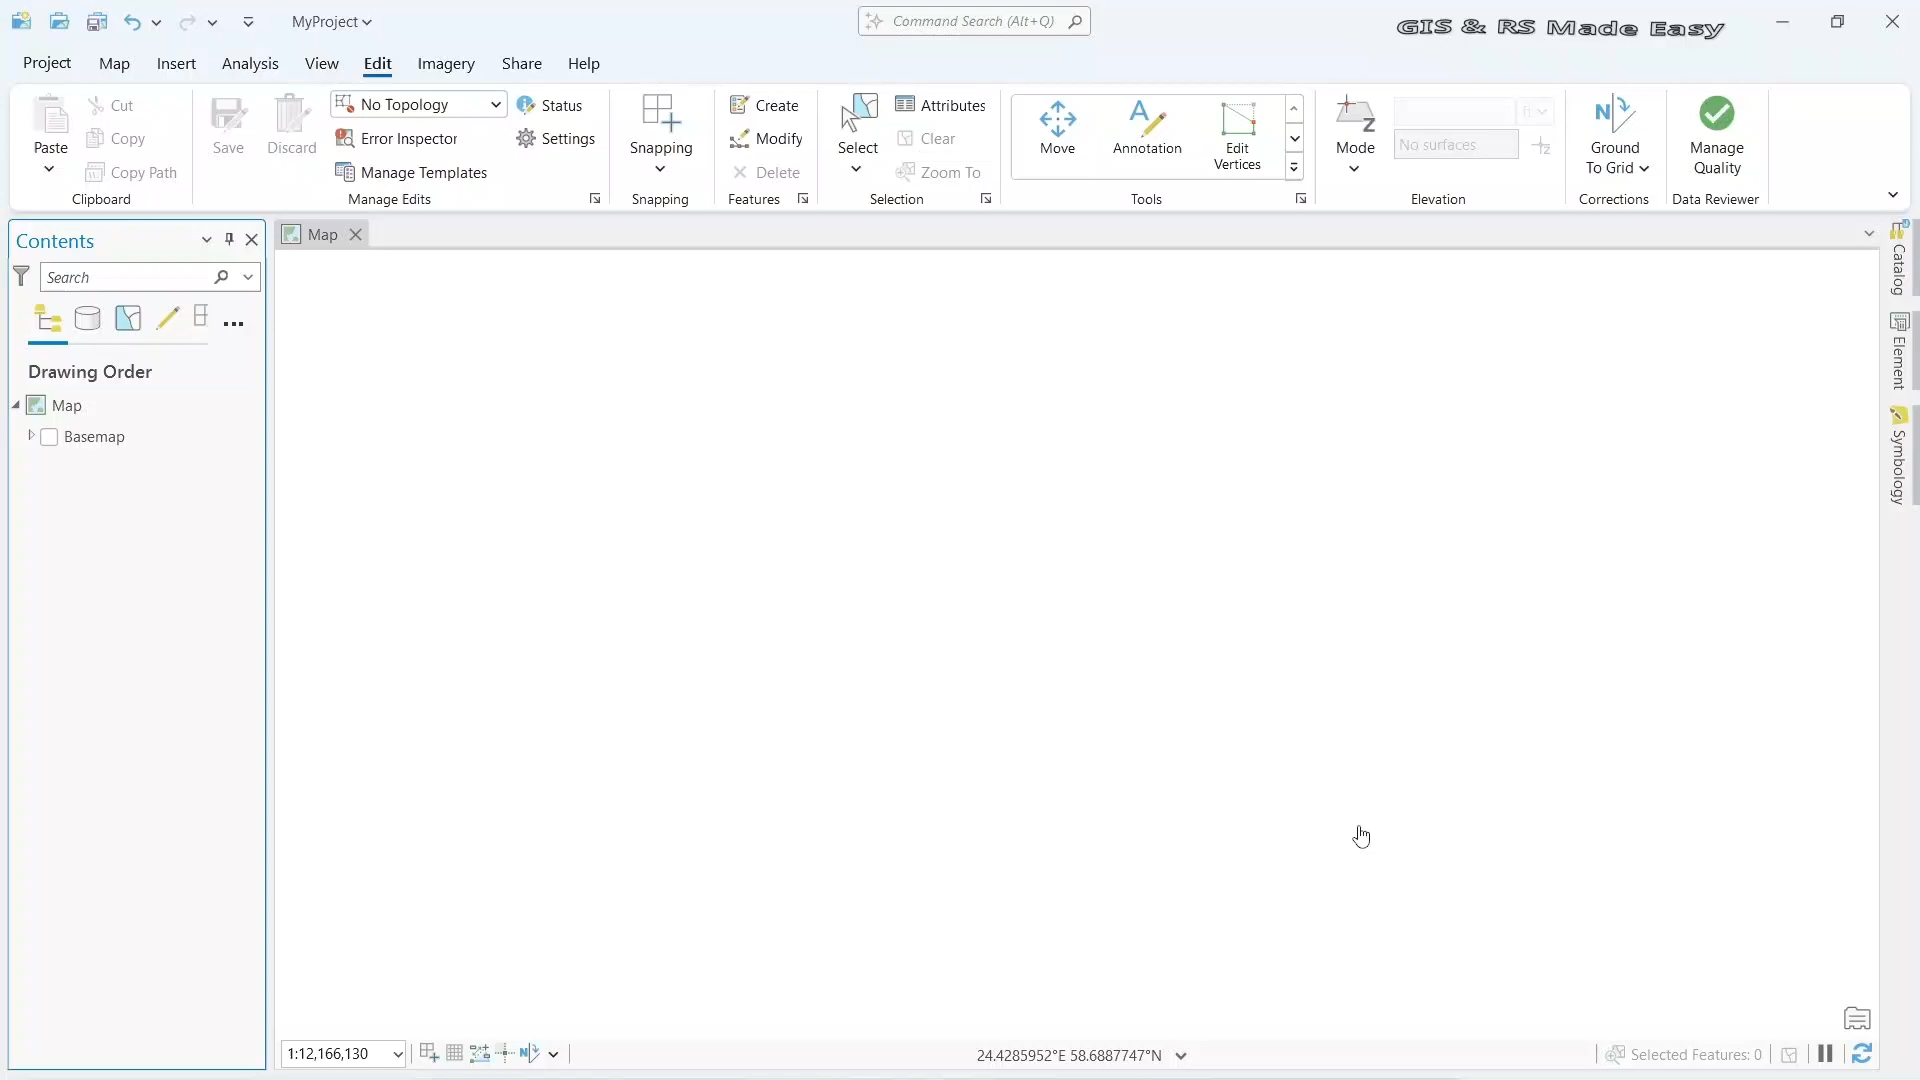 MyProject
Command Search (Alt+Q)
GIS & RS Made Easy
Project Map Insert Analysis View Edit Imagery Share Help
Paste
Cut
Copy
Copy Path
Clipboard
Save
Discard
No Topology
Error Inspector
Manage Templates
Status
Settings
Manage Edits
Snapping
Snapping
Create
Modify
Delete
Features
Select
Attributes
Clear
Zoom To
Selection
Move
Annotation
Edit
Vertices
Tools
Mode
ft
No surfaces
Elevation
Ground
To Grid
Corrections
Manage
Quality
Data Reviewer
Contents
Search
Drawing Order
Map
Basemap
Map
Catalog
Element
Symbology
1:12,166,130
24.4285952°E 58.6887747°N
Selected Features: 0